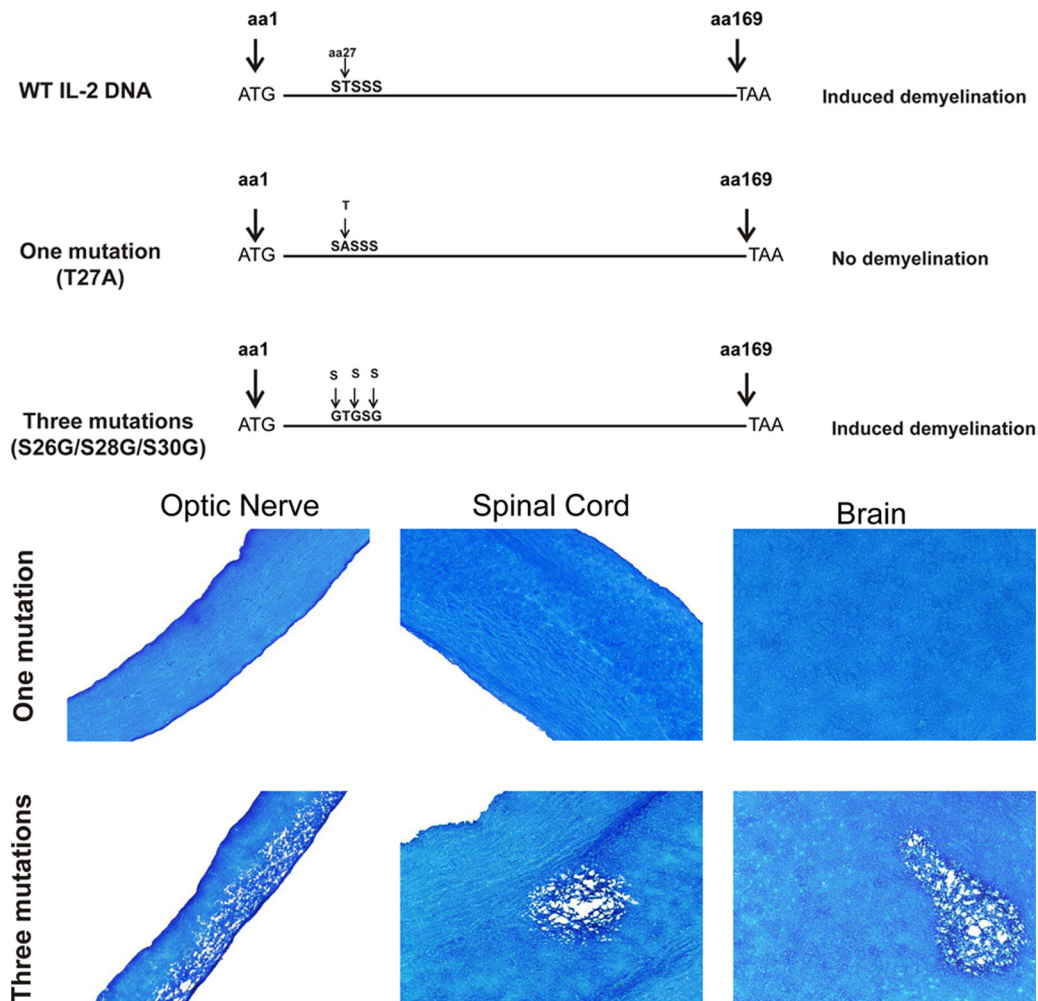 aa1 aa169
aa27
WT IL-2 DNA ATG STSSS TAA Induced demyelination
aa1 aa169
T
One mutation
(T27A)
ATG SASSS TAA No demyelination
aa1 aa169
S S S
Three mutations
(S26G/S28G/S30G)
ATG GTGSG TAA Induced demyelination
Optic Nerve Spinal Cord Brain
One mutation
Three mutations